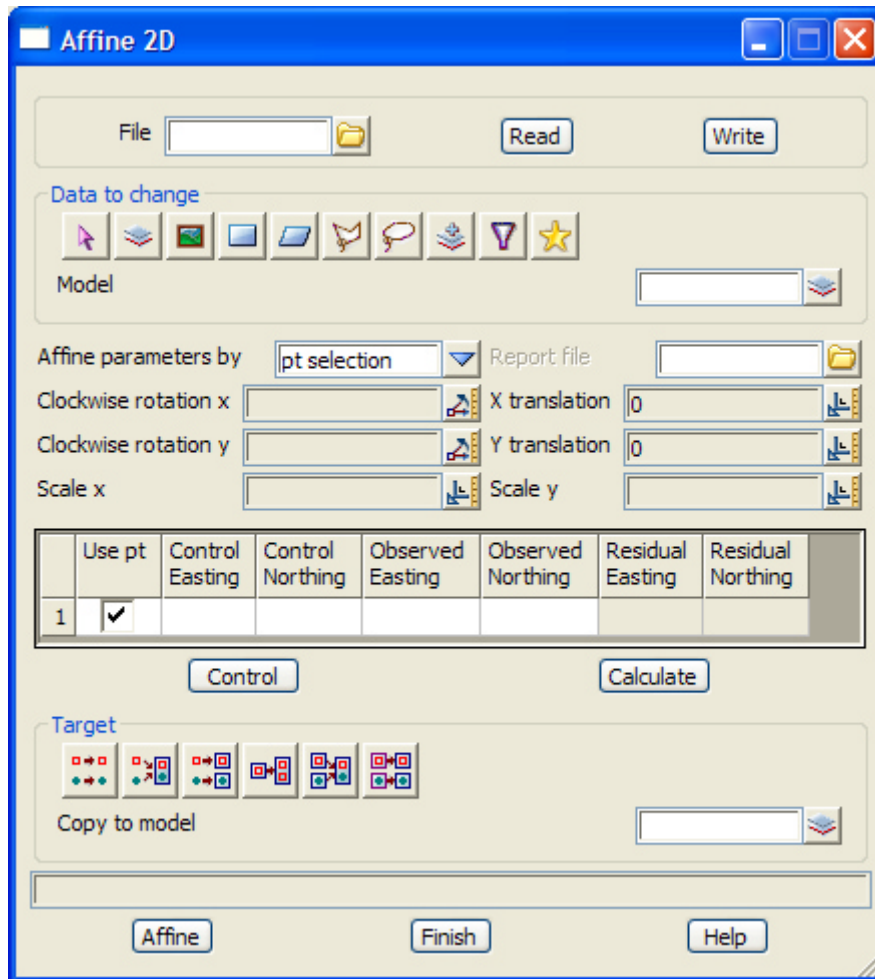 Affine 2D
File Read Write
Data to change
Model
Affine parameters by pt selection Report file
Clockwise rotation x X translation 0
Clockwise rotation y Y translation 0
Scale x Scale y
Use pt Control Easting Control Northing Observed Easting Observed Northing Residual Easting Residual Northing
1
Control Calculate
Target
Copy to model
Affine Finish Help